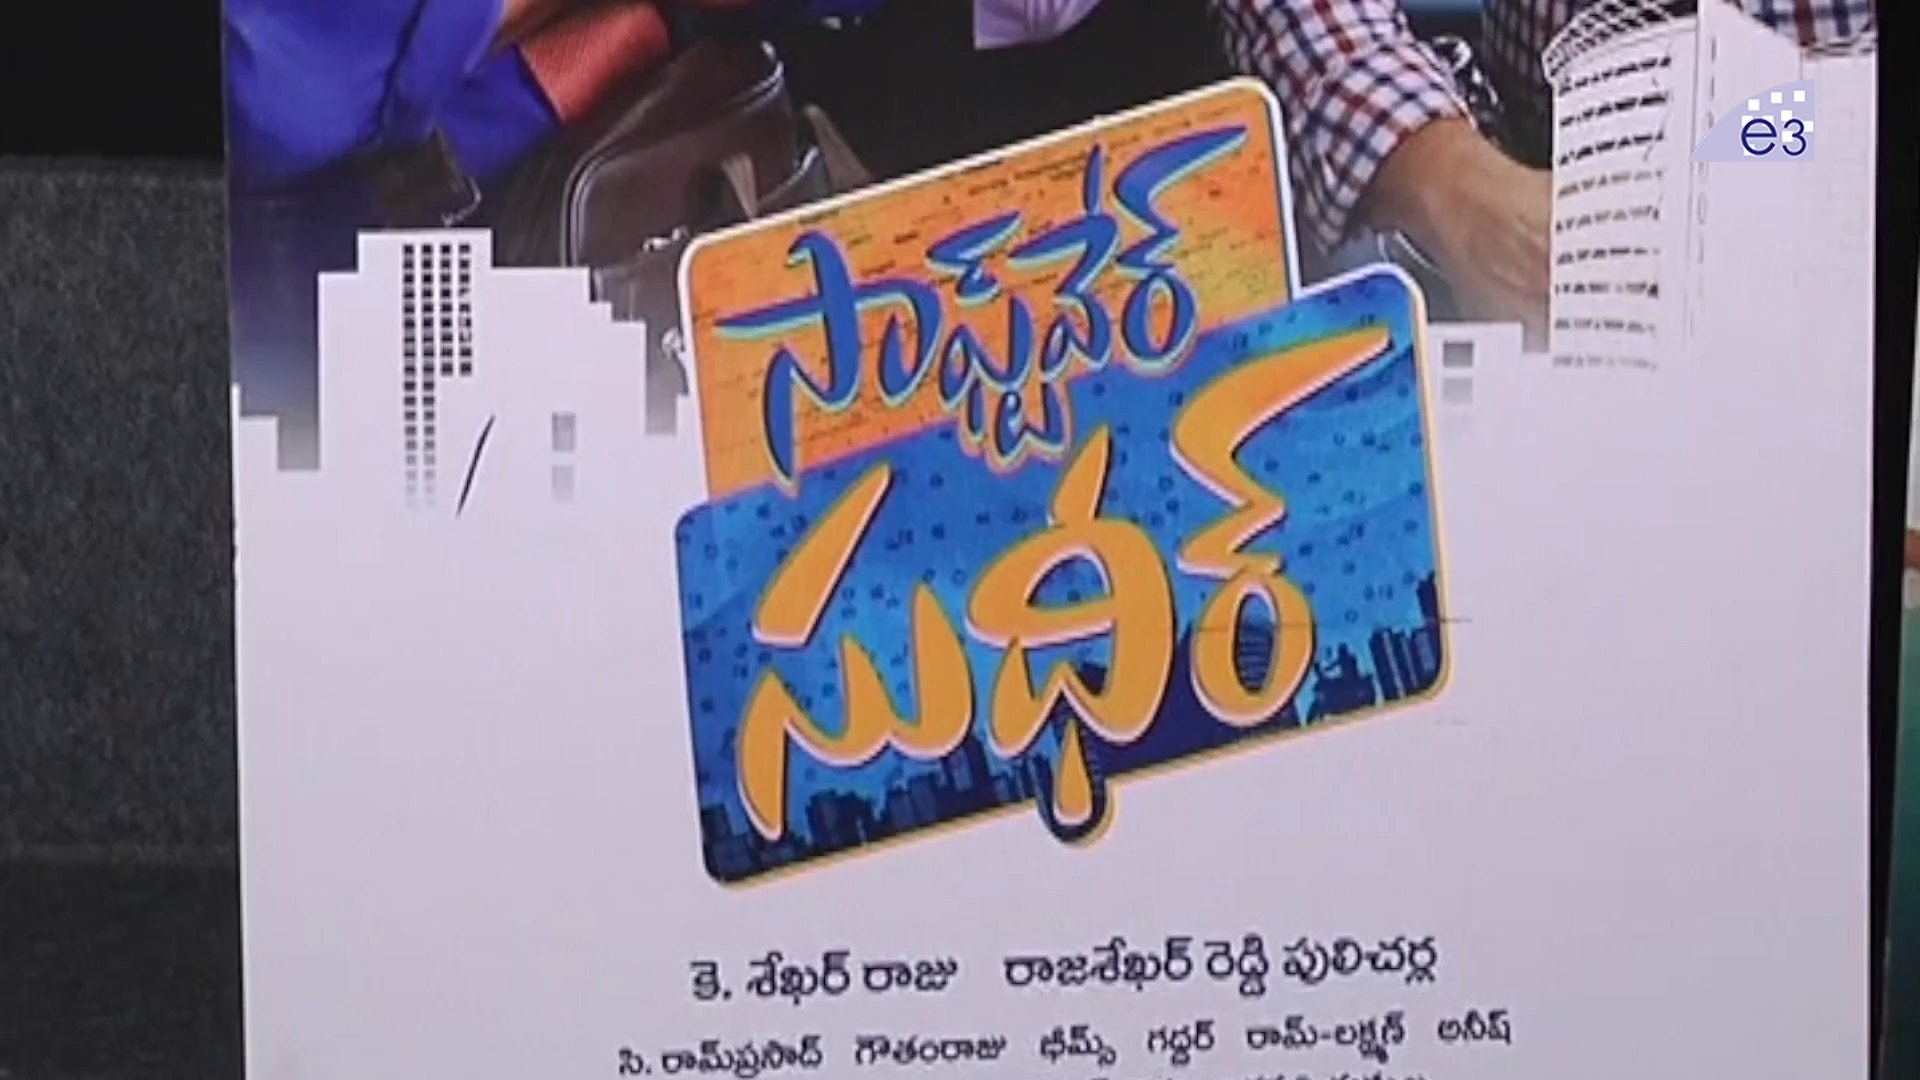 e3
సాఫ్ట్‌వేర్
సుధీర్
కె. శేఖర్ రాజు రాజశేఖర్ రెడ్డి పులిచర్ల
సి. రామ్‌ప్రసాద్ గౌతంరాజు భీమ్స్ గద్దర్ రామ్-లక్ష్మణ్ అనీష్